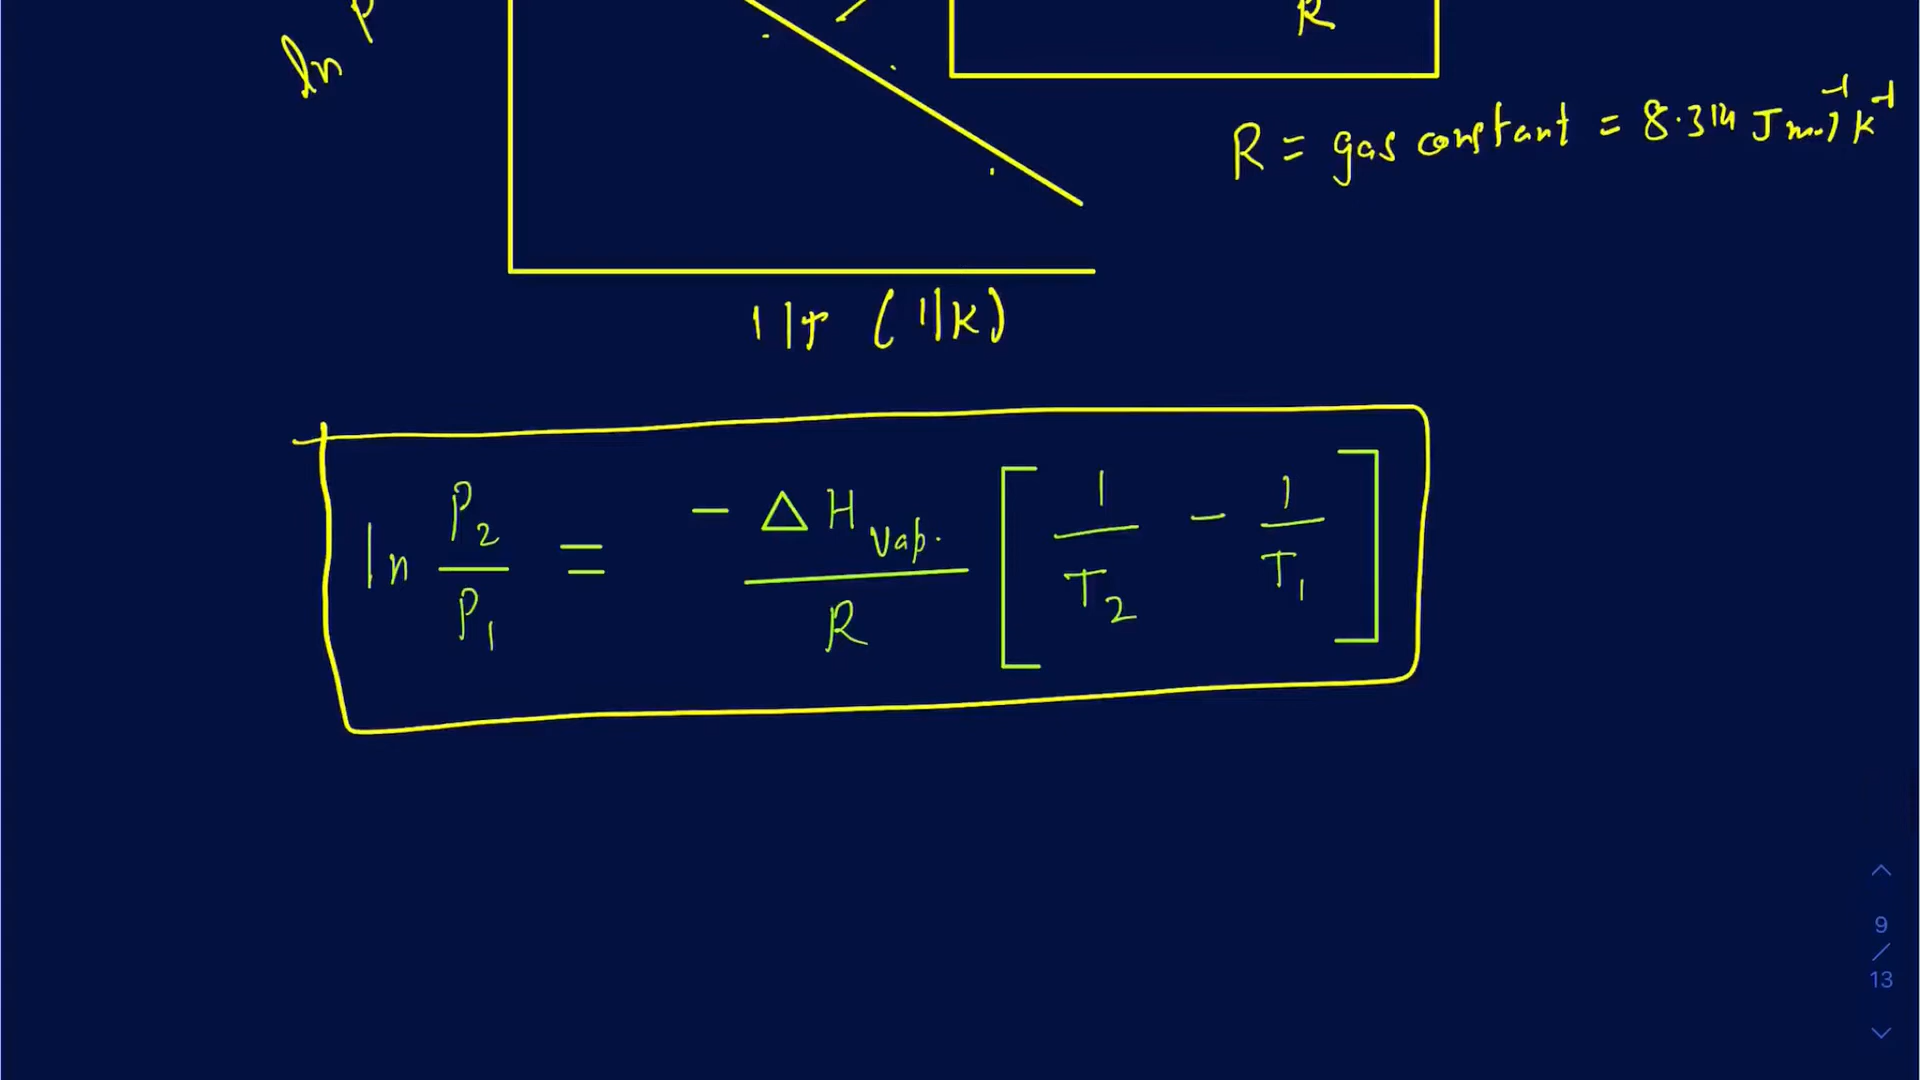 ln P
R
R = gas constant = 8.314 J mol⁻¹ K⁻¹
1/T (1/K)
ln P₂/P₁ = - ΔH vap. / R [ 1/T₂ - 1/T₁ ]
9
/
13